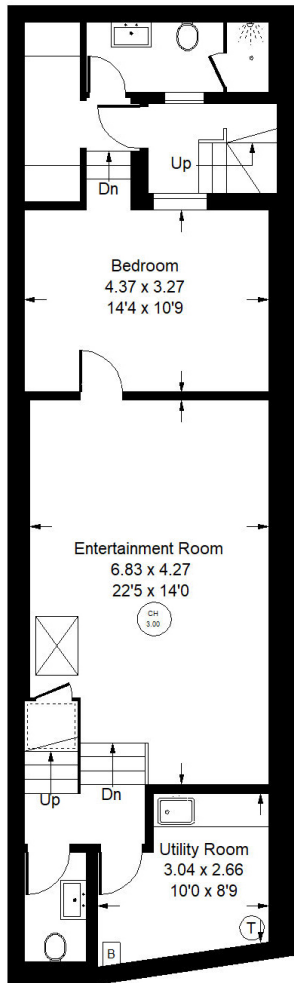 Up
Dn
Bedroom
4.37 x 3.27
14'4 x 10'9
Entertainment Room
6.83 x 4.27
22'5 x 14'0
CH
3.00
Up
Dn
Utility Room
3.04 x 2.66
10'0 x 8'9
T
B